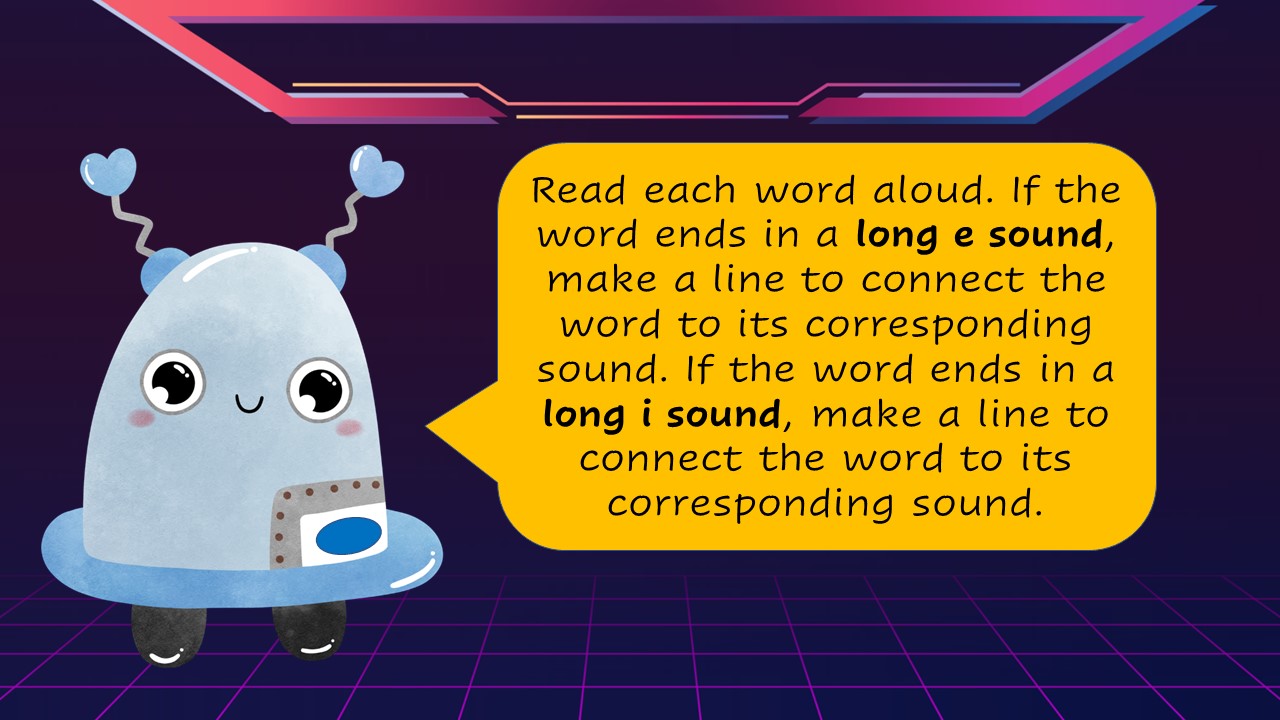 Read each word aloud. If the
word ends in a long e sound,
make a line to connect the
word to its corresponding
sound. If the word ends in a
long i sound, make a line to
connect the word to its
corresponding sound.